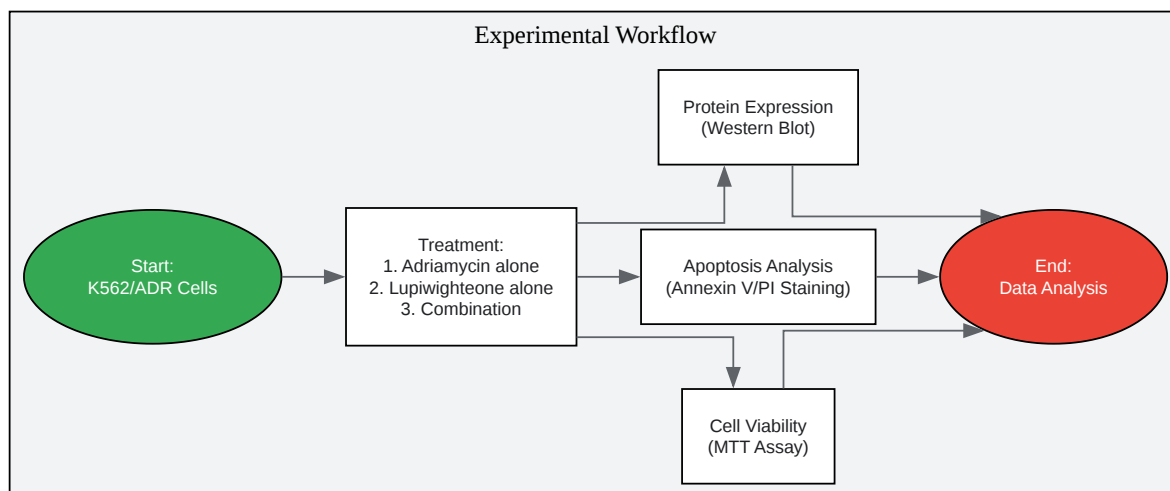 Experimental Workflow
Protein Expression
(Western Blot)
Start:
K562/ADR Cells
Treatment:
1. Adriamycin alone
2. Lupiwighteone alone
3. Combination
Apoptosis Analysis
(Annexin V/PI Staining)
End:
Data Analysis
Cell Viability
(MTT Assay)